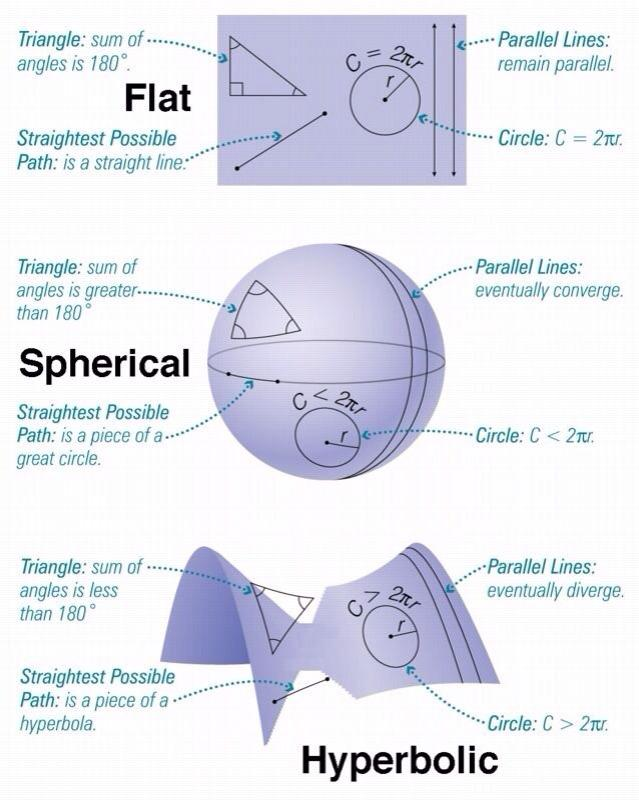 Triangle: sum of
angles is 180°.
Flat
Straightest Possible
Path: is a straight line.
C = 2πr
r
Parallel Lines:
remain parallel.
Circle: C = 2πr.
Triangle: sum of
angles is greater
than 180°
Spherical
Straightest Possible
Path: is a piece of a
great circle.
C < 2πr
r
Parallel Lines:
eventually converge.
Circle: C < 2πr.
Triangle: sum of
angles is less
than 180°
Straightest Possible
Path: is a piece of a
hyperbola.
C > 2πr
r
Parallel Lines:
eventually diverge.
Circle: C > 2πr.
Hyperbolic